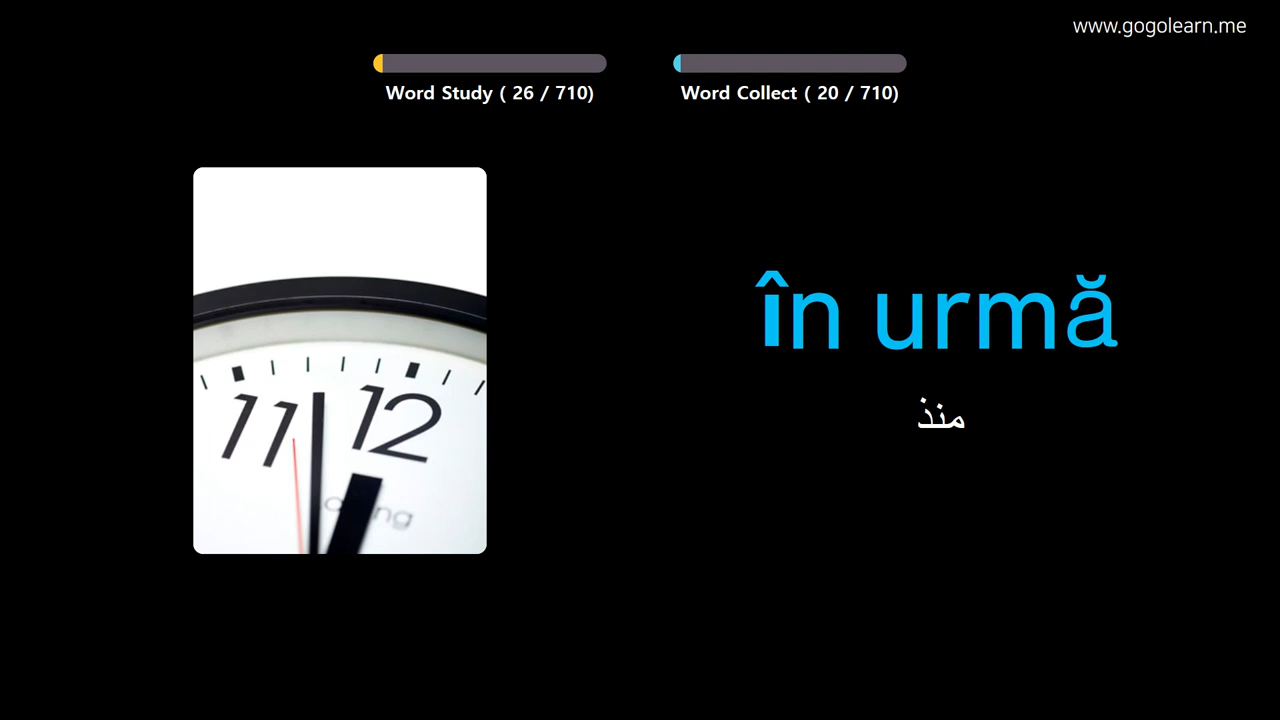 www.gogolearn.me
Word Study ( 26 / 710)
Word Collect ( 20 / 710)
11
12
în urmă
منذ